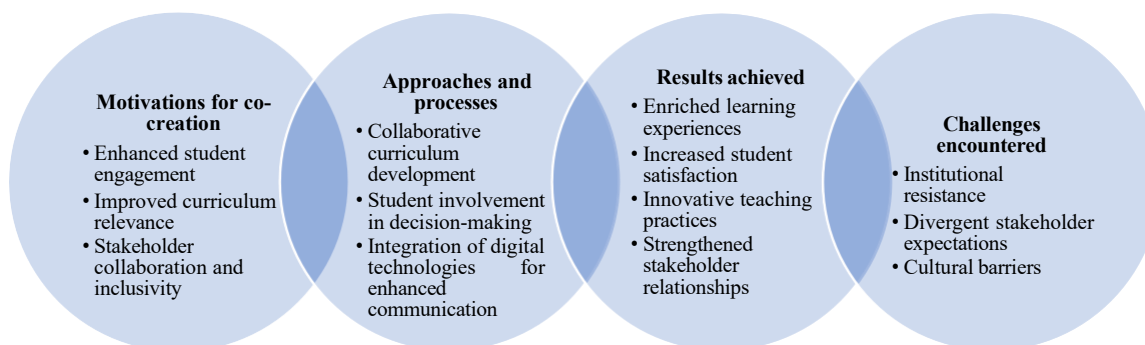 Motivations for co-
creation
• Enhanced student
engagement
• Improved curriculum
relevance
• Stakeholder
collaboration and
inclusivity
Approaches and
processes
• Collaborative
curriculum
development
• Student involvement
in decision-making
• Integration of digital
technologies for
enhanced
communication
Results achieved
• Enriched learning
experiences
• Increased student
satisfaction
• Innovative teaching
practices
• Strengthened
stakeholder
relationships
Challenges
encountered
• Institutional
resistance
• Divergent stakeholder
expectations
• Cultural barriers